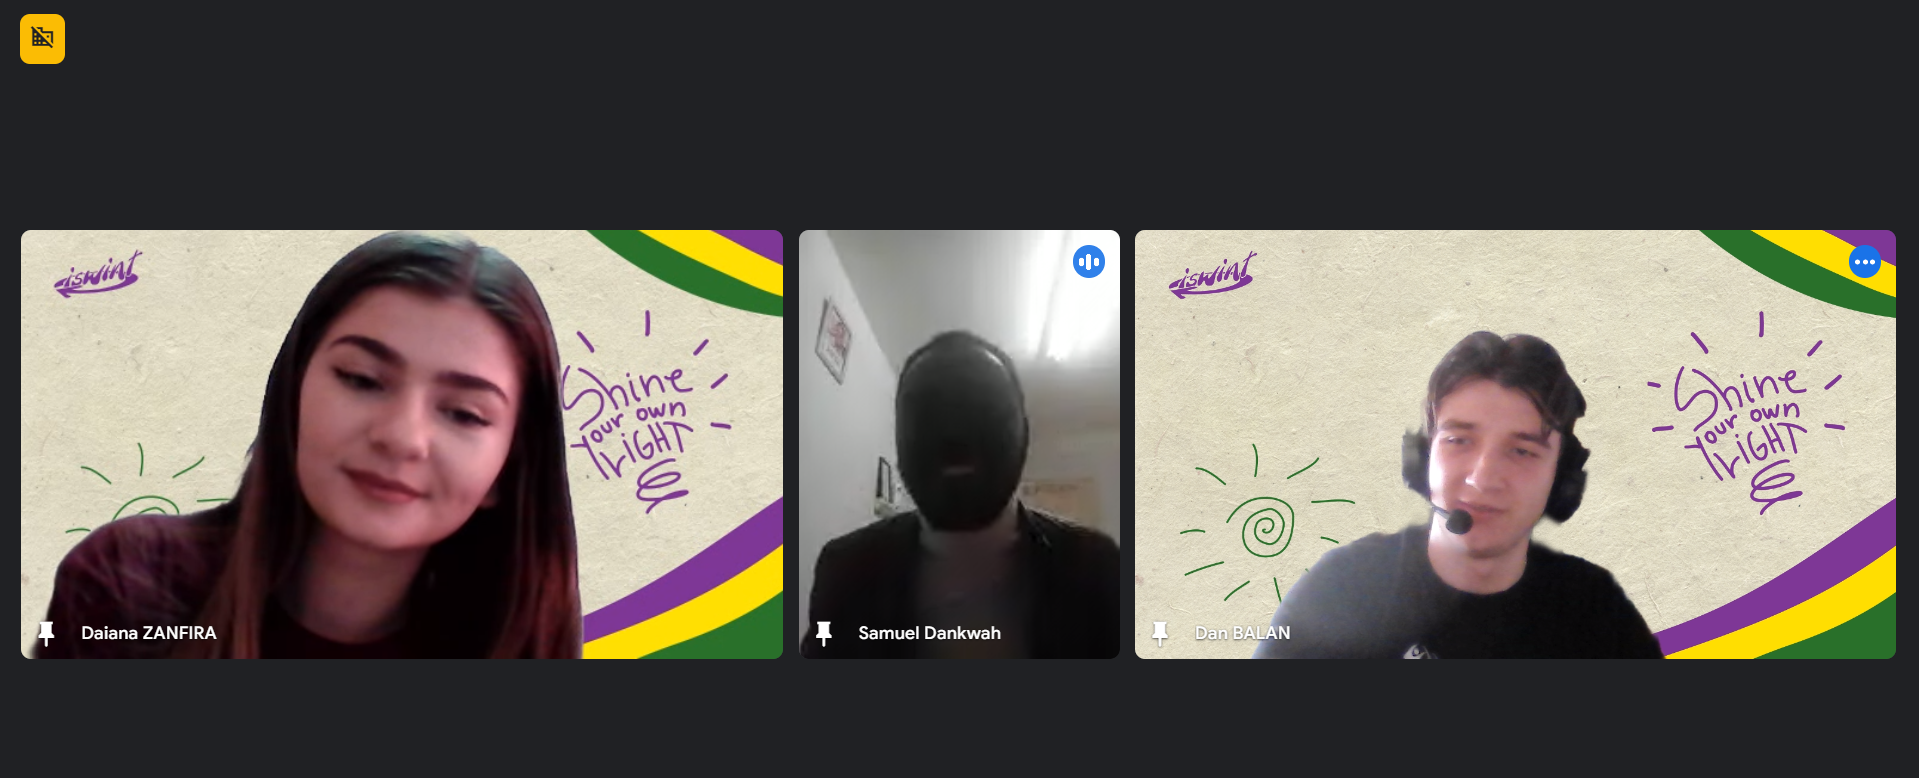 iswint
Shine
your own
LIGHT
Daiana ZANFIRA
Samuel Dankwah
iswint
Shine
your own
LIGHT
Dan BALAN